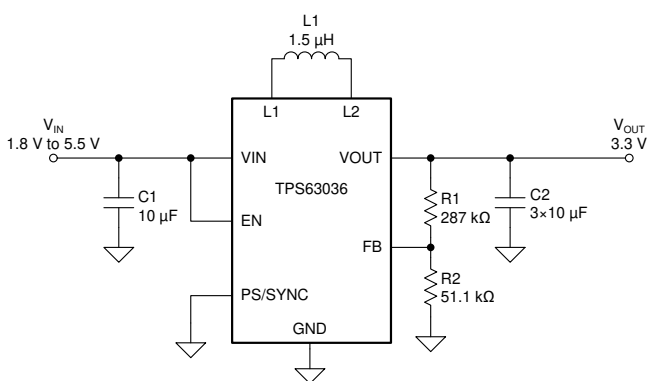 L1
1.5 µH
L1
L2
VIN
1.8 V to 5.5 V
VOUT
3.3 V
VIN
VOUT
C1
10 µF
TPS63036
R1
287 kΩ
C2
3×10 µF
EN
FB
R2
51.1 kΩ
PS/SYNC
GND